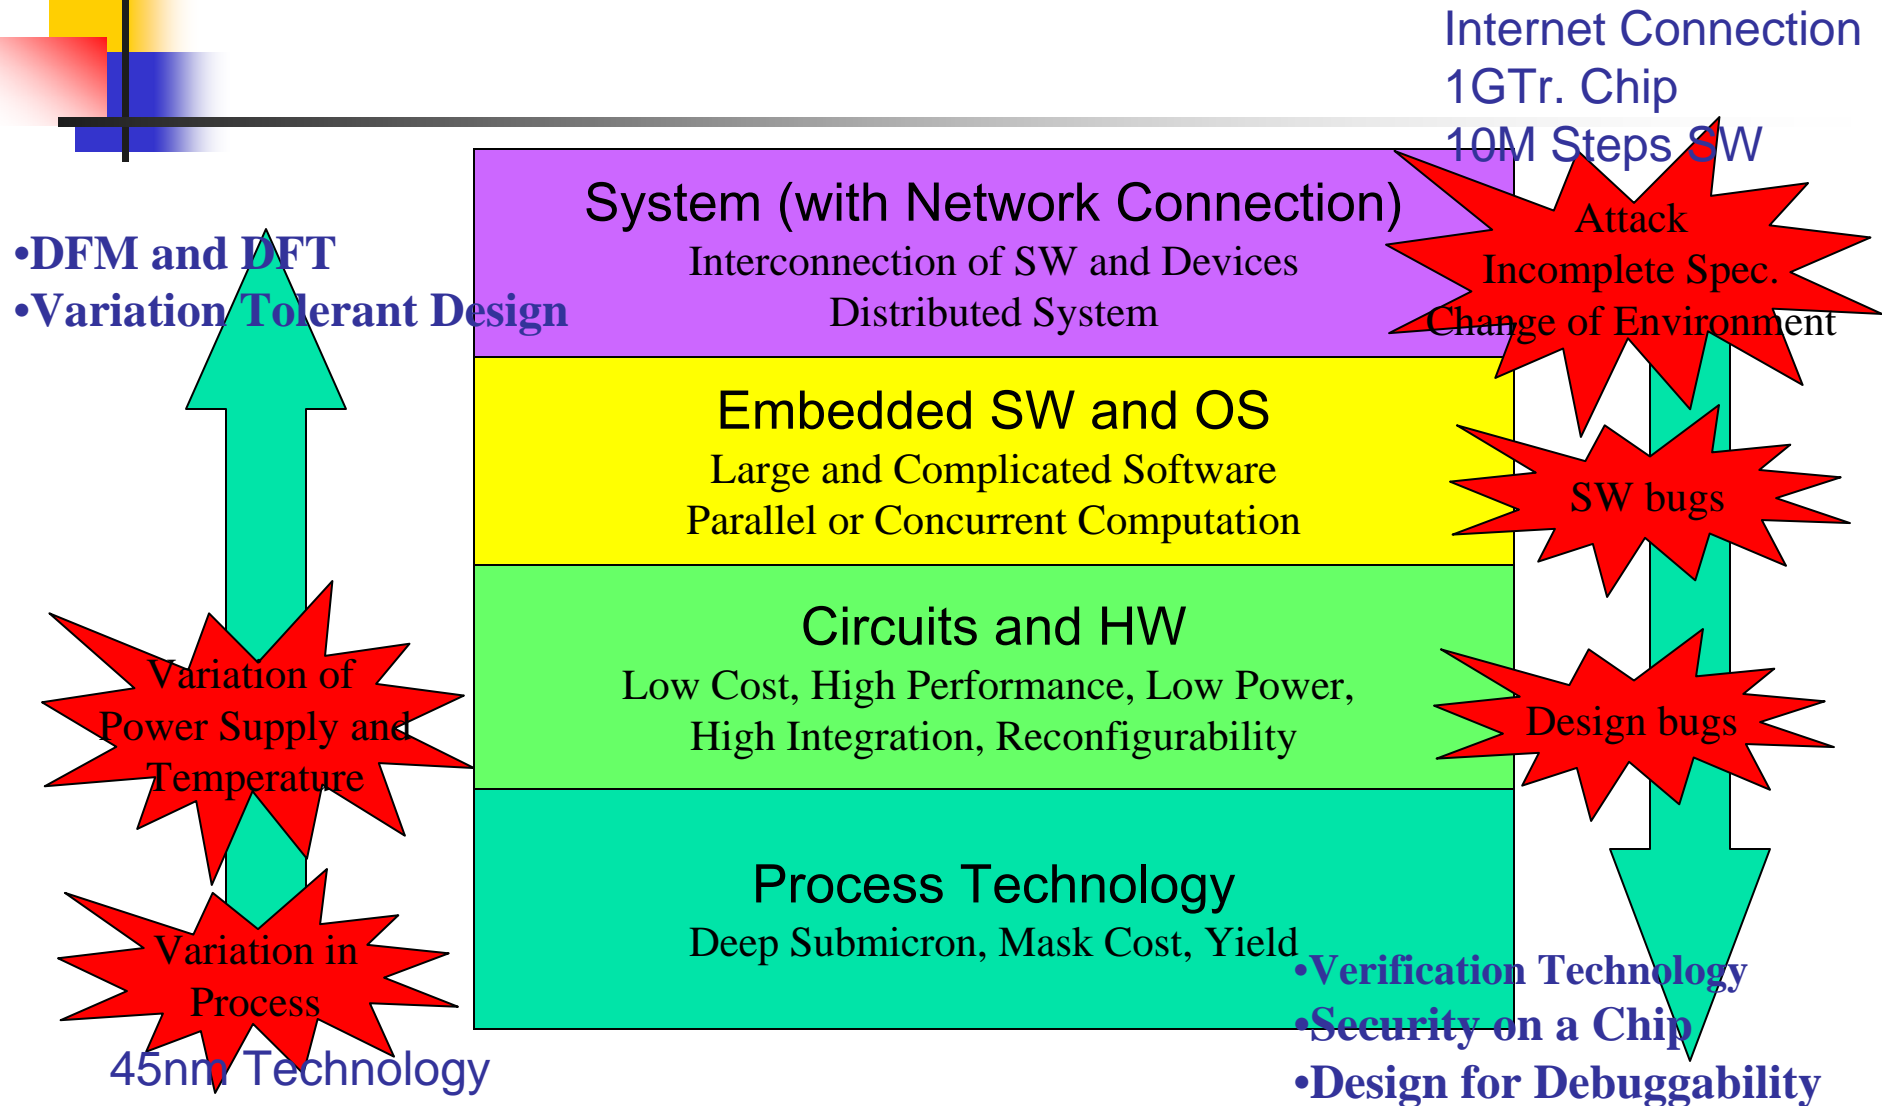 Internet Connection
1GTr. Chip
10M Steps SW
•DFM and DFT
•Variation Tolerant Design
System (with Network Connection)
Interconnection of SW and Devices
Distributed System
Attack
Incomplete Spec.
Change of Environment
Embedded SW and OS
Large and Complicated Software
Parallel or Concurrent Computation
SW bugs
Circuits and HW
Low Cost, High Performance, Low Power,
High Integration, Reconfigurability
Variation of
Power Supply and
Temperature
Design bugs
Process Technology
Deep Submicron, Mask Cost, Yield
Variation in
Process
45nm Technology
•Verification Technology
•Security on a Chip
•Design for Debuggability